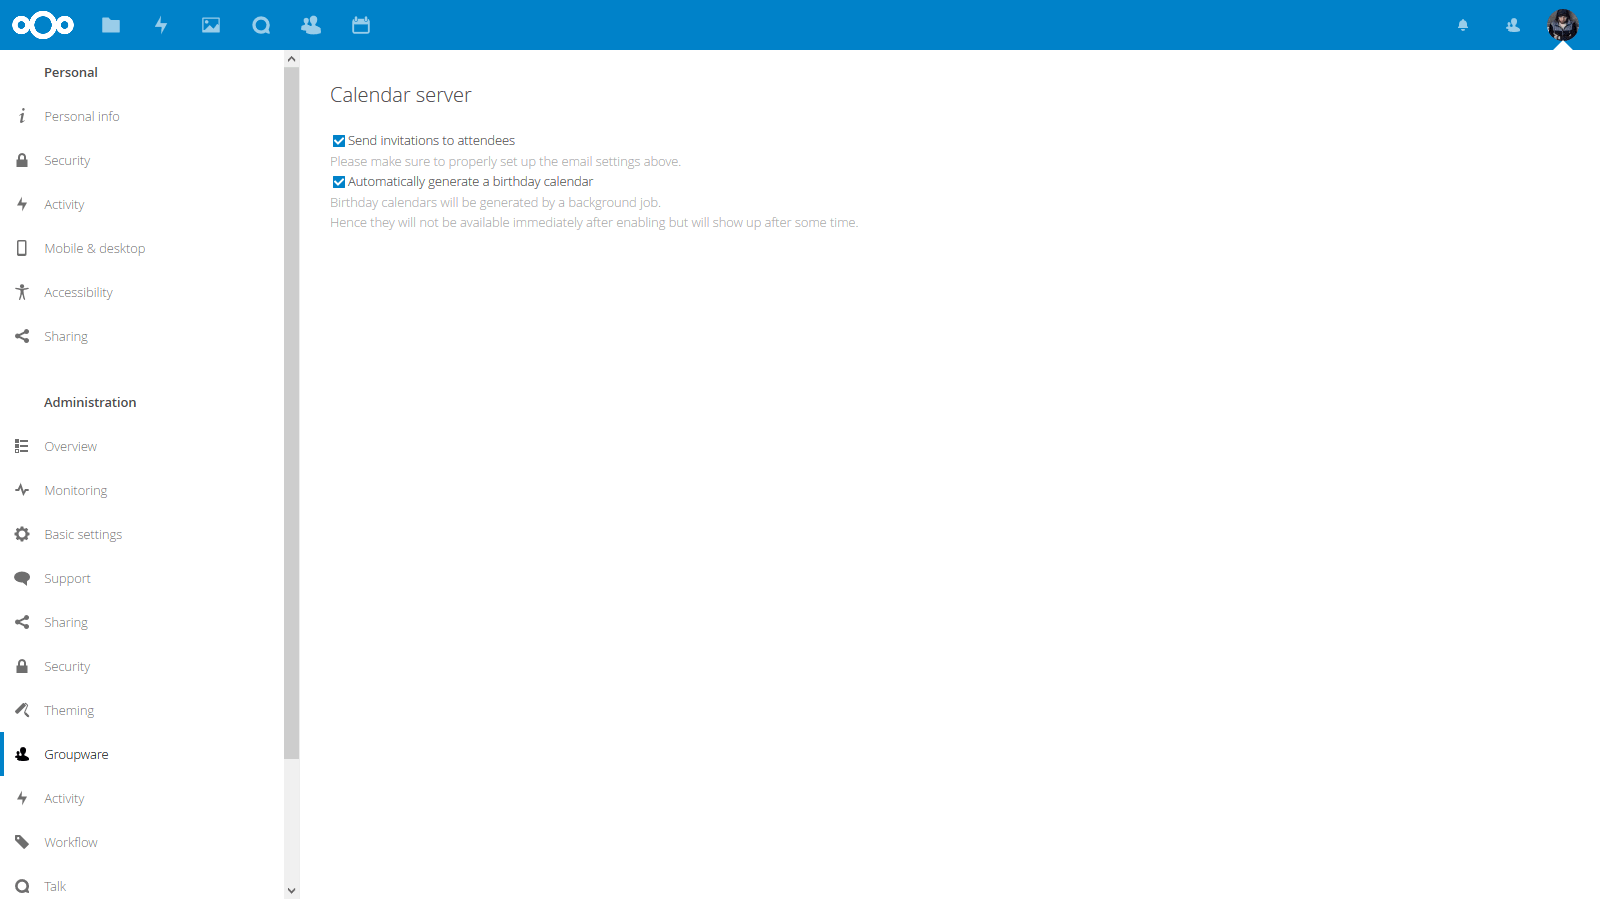 Personal
Personal info
Security
Activity
Mobile & desktop
Accessibility
Sharing
Administration
Overview
Monitoring
Basic settings
Support
Sharing
Security
Theming
Groupware
Activity
Workflow
Talk
Calendar server
Send invitations to attendees
Please make sure to properly set up the email settings above.
Automatically generate a birthday calendar
Birthday calendars will be generated by a background job.
Hence they will not be available immediately after enabling but will show up after some time.